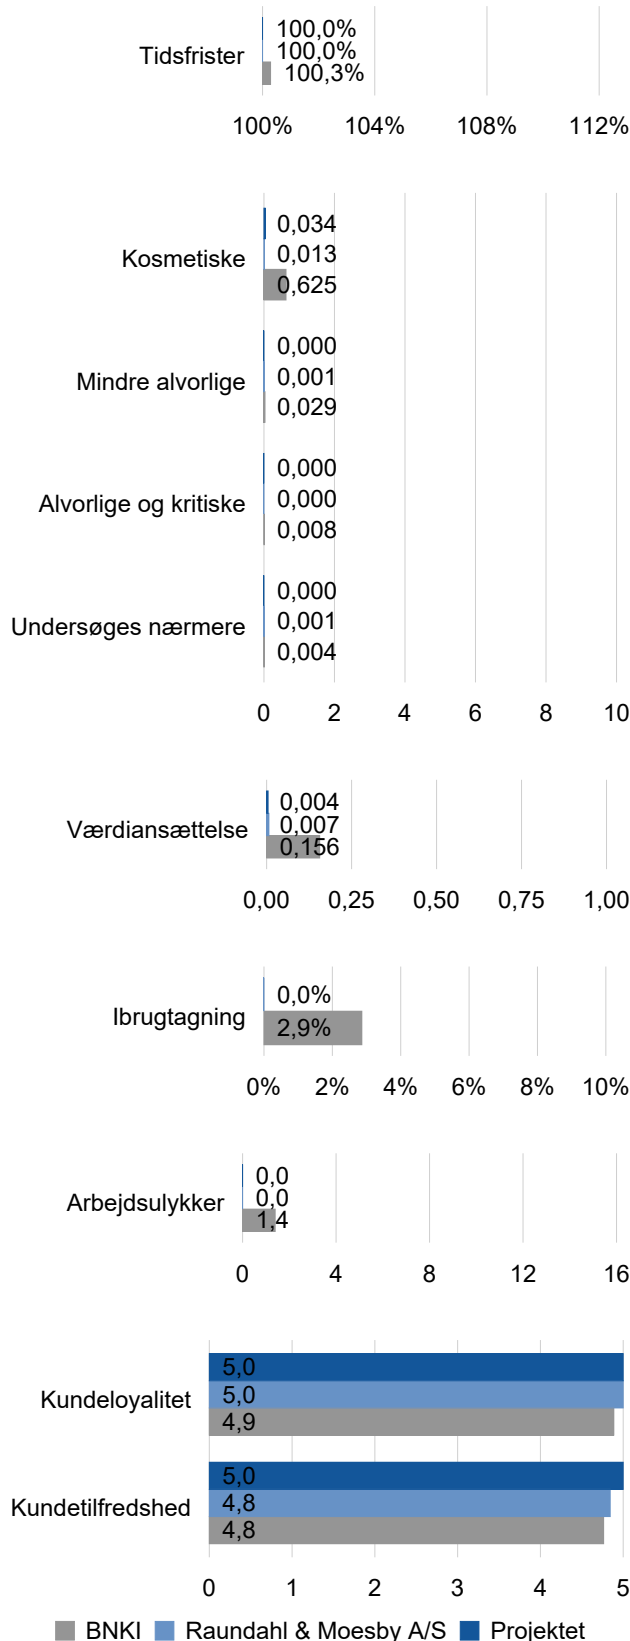 100,0%
Tidsfrister
100,0%
100,3%
100% 104% 108% 112%
0,034
Kosmetiske
0,013
0,625
0,000
Mindre alvorlige
0,001
0,029
0,000
Alvorlige og kritiske
0,000
0,008
0,000
Undersøges nærmere
0,001
0,004
0 2 4 6 8 10
0,004
Værdiansættelse
0,007
0,156
0,00 0,25 0,50 0,75 1,00
0,0%
Ibrugtagning
2,9%
0% 2% 4% 6% 8% 10%
0,0
Arbejdsulykker
0,0
1,4
0 4 8 12 16
5,0
Kundeloyalitet
5,0
4,9
5,0
Kundetilfredshed
4,8
4,8
0 1 2 3 4 5
BNKI Raundahl & Moesby A/S Projektet